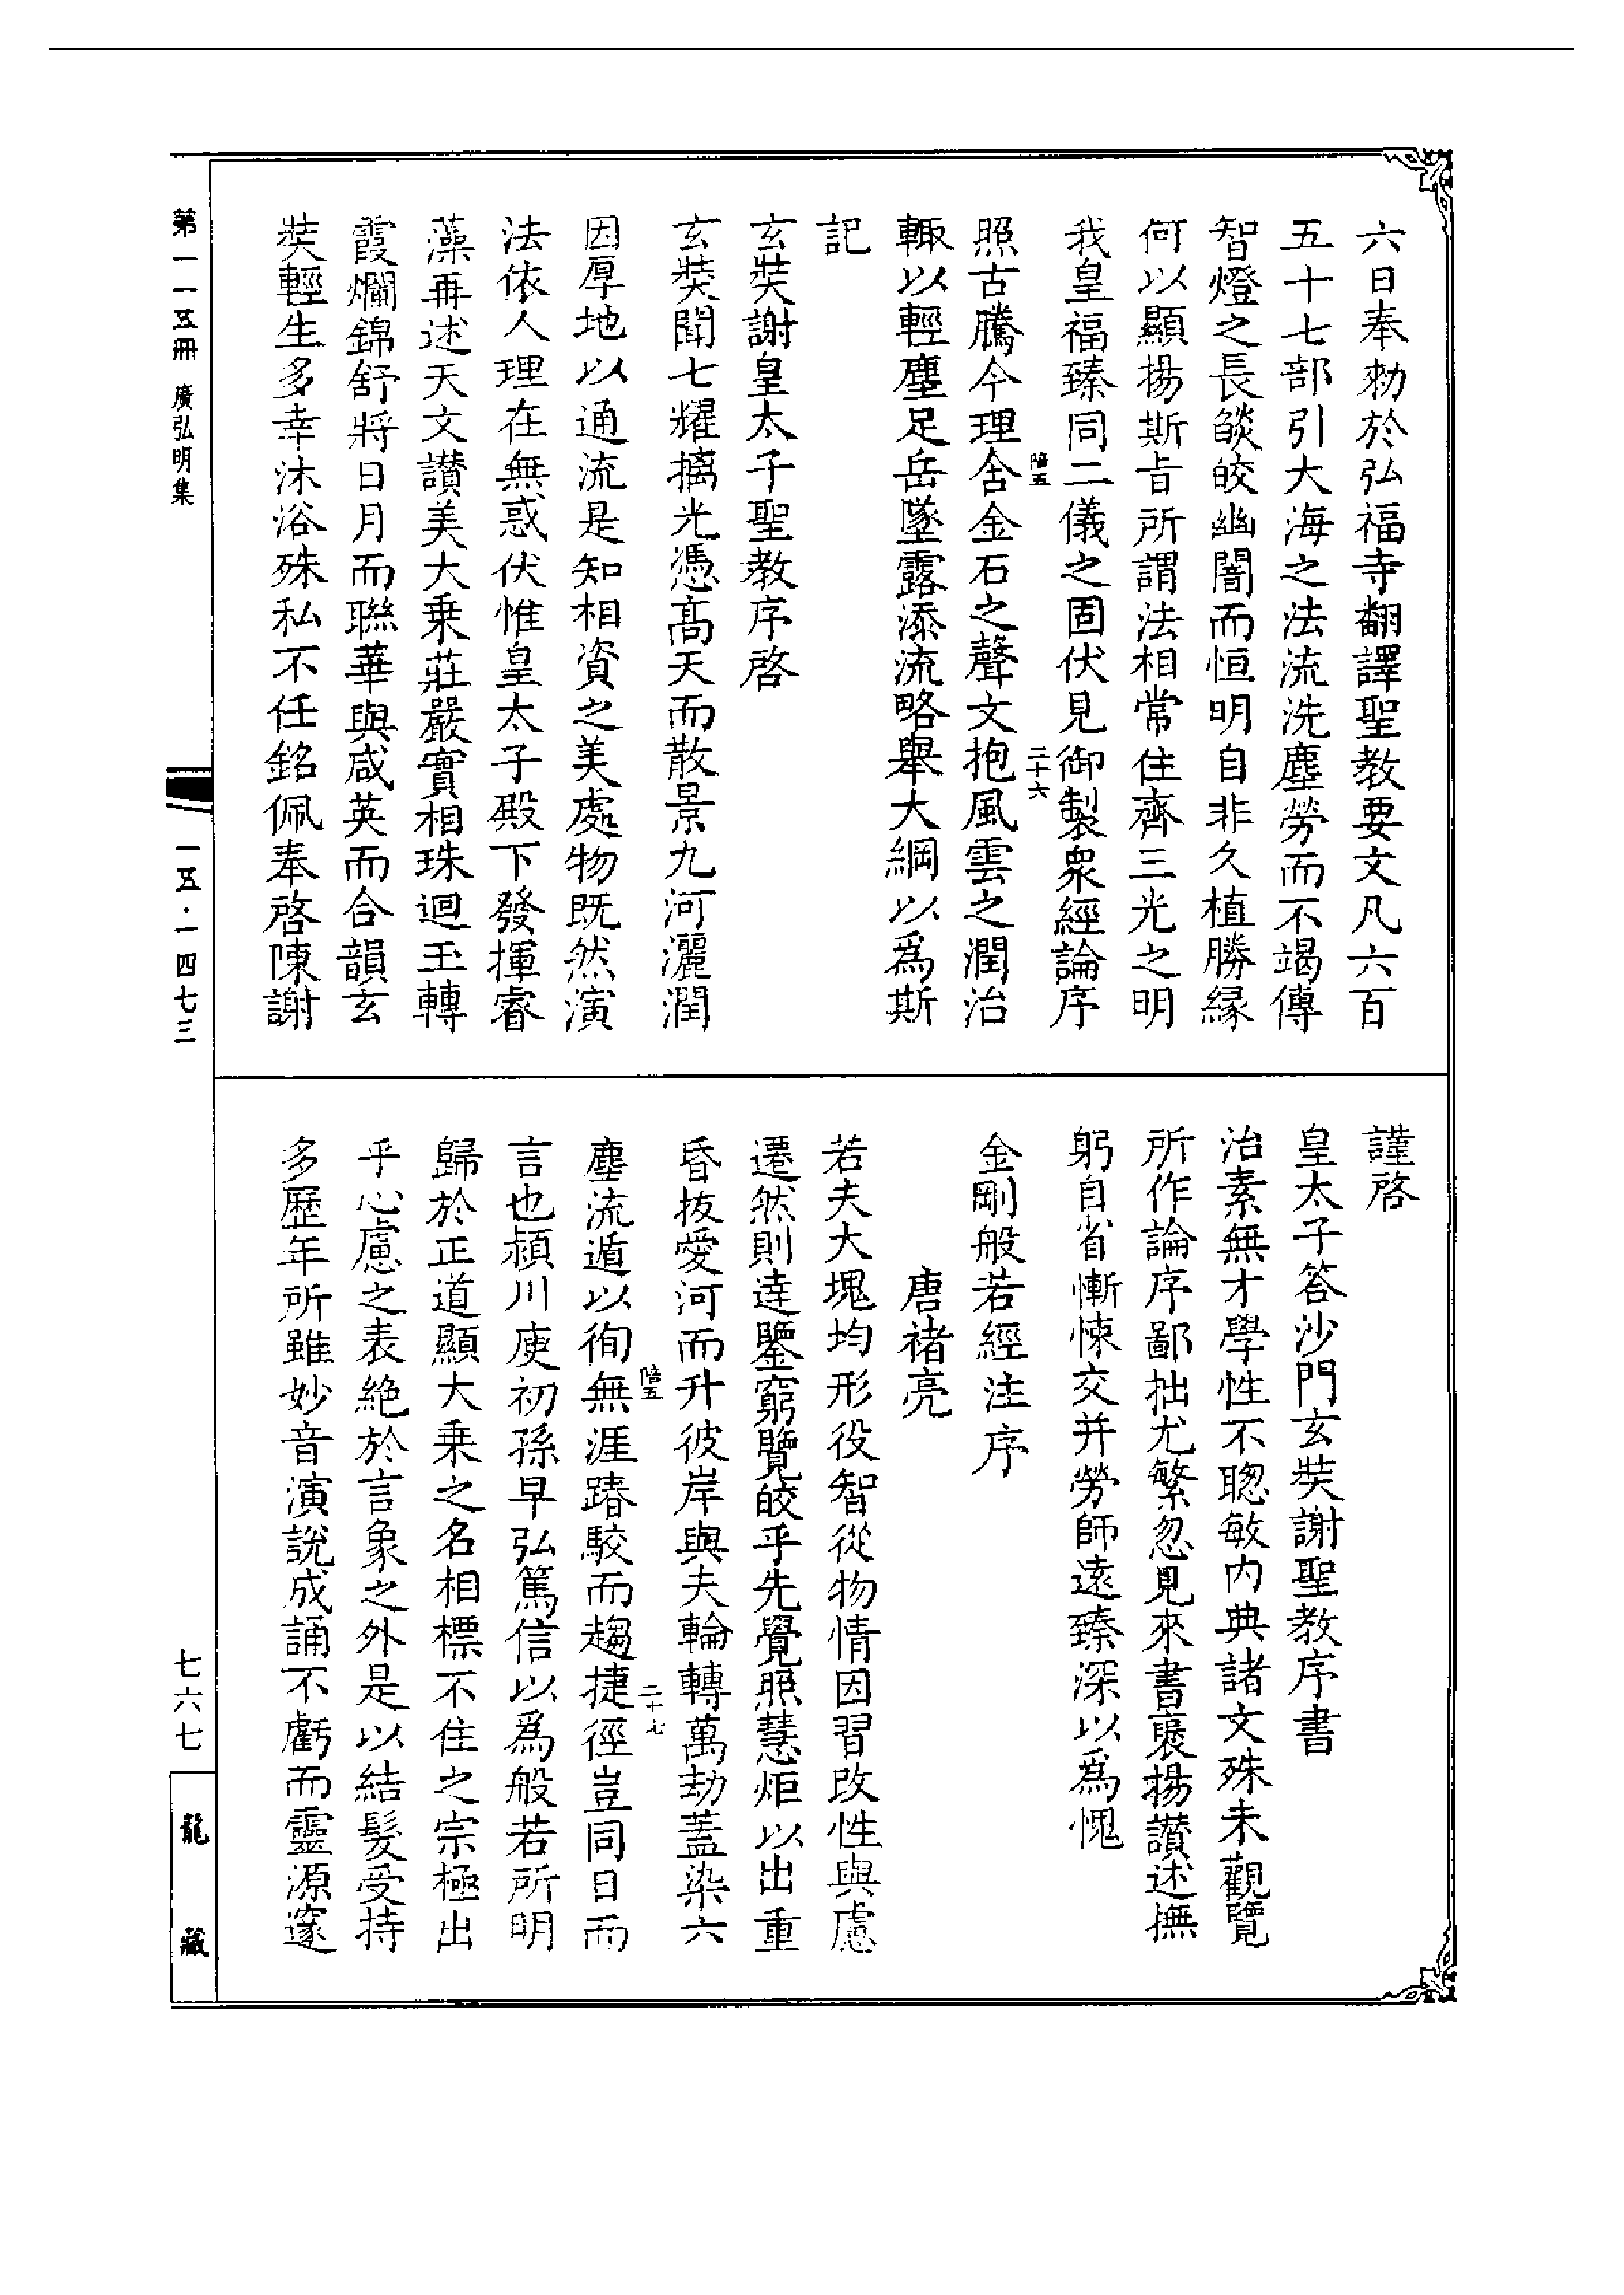 六日奉勑於弘福寺翻譯聖教要文凡六百
五十七部引大海之法流洗塵勞而不竭傳
智燈之長燄皎幽闇而恒明自非久植勝緣
何以顯揚斯旨所謂法相常住齊三光之明
我皇福臻同二儀之固伏見御製衆經論序
陪五
二十六
照古騰今理含金石之聲文抱風雲之潤治
輙以輕塵足岳墜露添流略舉大綱以爲斯
記
玄奘謝皇太子聖教序啓
玄奘聞七耀摛光憑髙天而散景九河灑潤
因厚地以通流是知相資之美處物既然演
法依人理在無惑伏惟皇太子殿下發揮睿
藻再述天文讚美大乗莊嚴實相珠迴玉轉
霞爛錦舒將日月而聯華與咸英而合韻玄
奘輕生多幸沐浴殊私不任銘佩奉啓陳謝
謹啓
皇太子答沙門玄奘謝聖教序書
治素無才學性不聦敏内典諸文殊未觀覽
所作論序鄙拙尤繁忽見來書褒揚讃述撫
躬自省慚悚交并勞師遠臻深以爲愧
金剛般若經注序
唐褚亮
若夫大塊均形役智從物情因習改性與慮
遷然則達鑒窮覽皎乎先覺照慧炬以出重
昏拔愛河而升彼岸與夫輪轉萬劫蓋染六
陪五
二十七
塵流遁以徇無涯踳駮而趨捷徑豈同日而
言也潁川庾初孫早弘篤信以爲般若所明
歸於正道顯大乗之名相標不住之宗極出
乎心慮之表絶於言象之外是以結髮受持
多歷年所雖妙音演說成誦不虧而靈源邃
第一一五冊 廣弘明集
一五·一四七三
七六七
龍藏